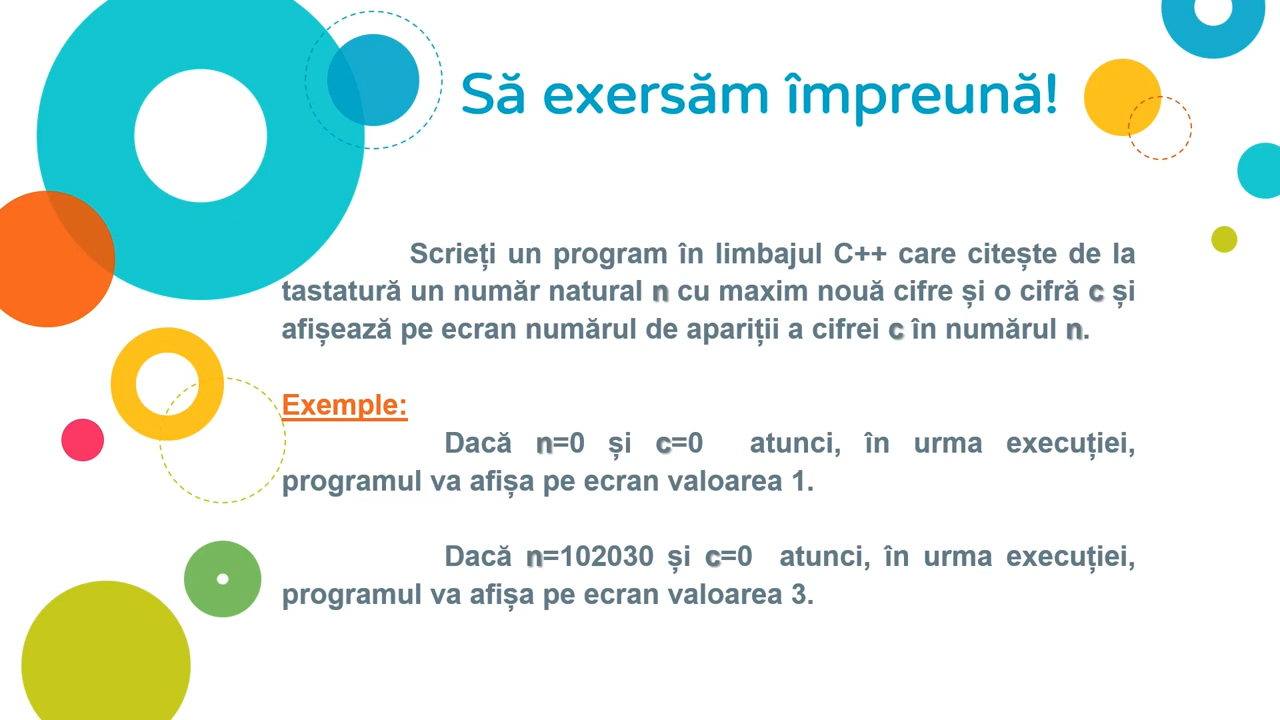 Să exersăm împreună!
Scrieți un program în limbajul C++ care citește de la
tastatură un număr natural n cu maxim nouă cifre și o cifră c și
afișează pe ecran numărul de apariții a cifrei c în numărul n.
Exemple:
Dacă n=0 și c=0 atunci, în urma execuției,
programul va afișa pe ecran valoarea 1.
Dacă n=102030 și c=0 atunci, în urma execuției,
programul va afișa pe ecran valoarea 3.